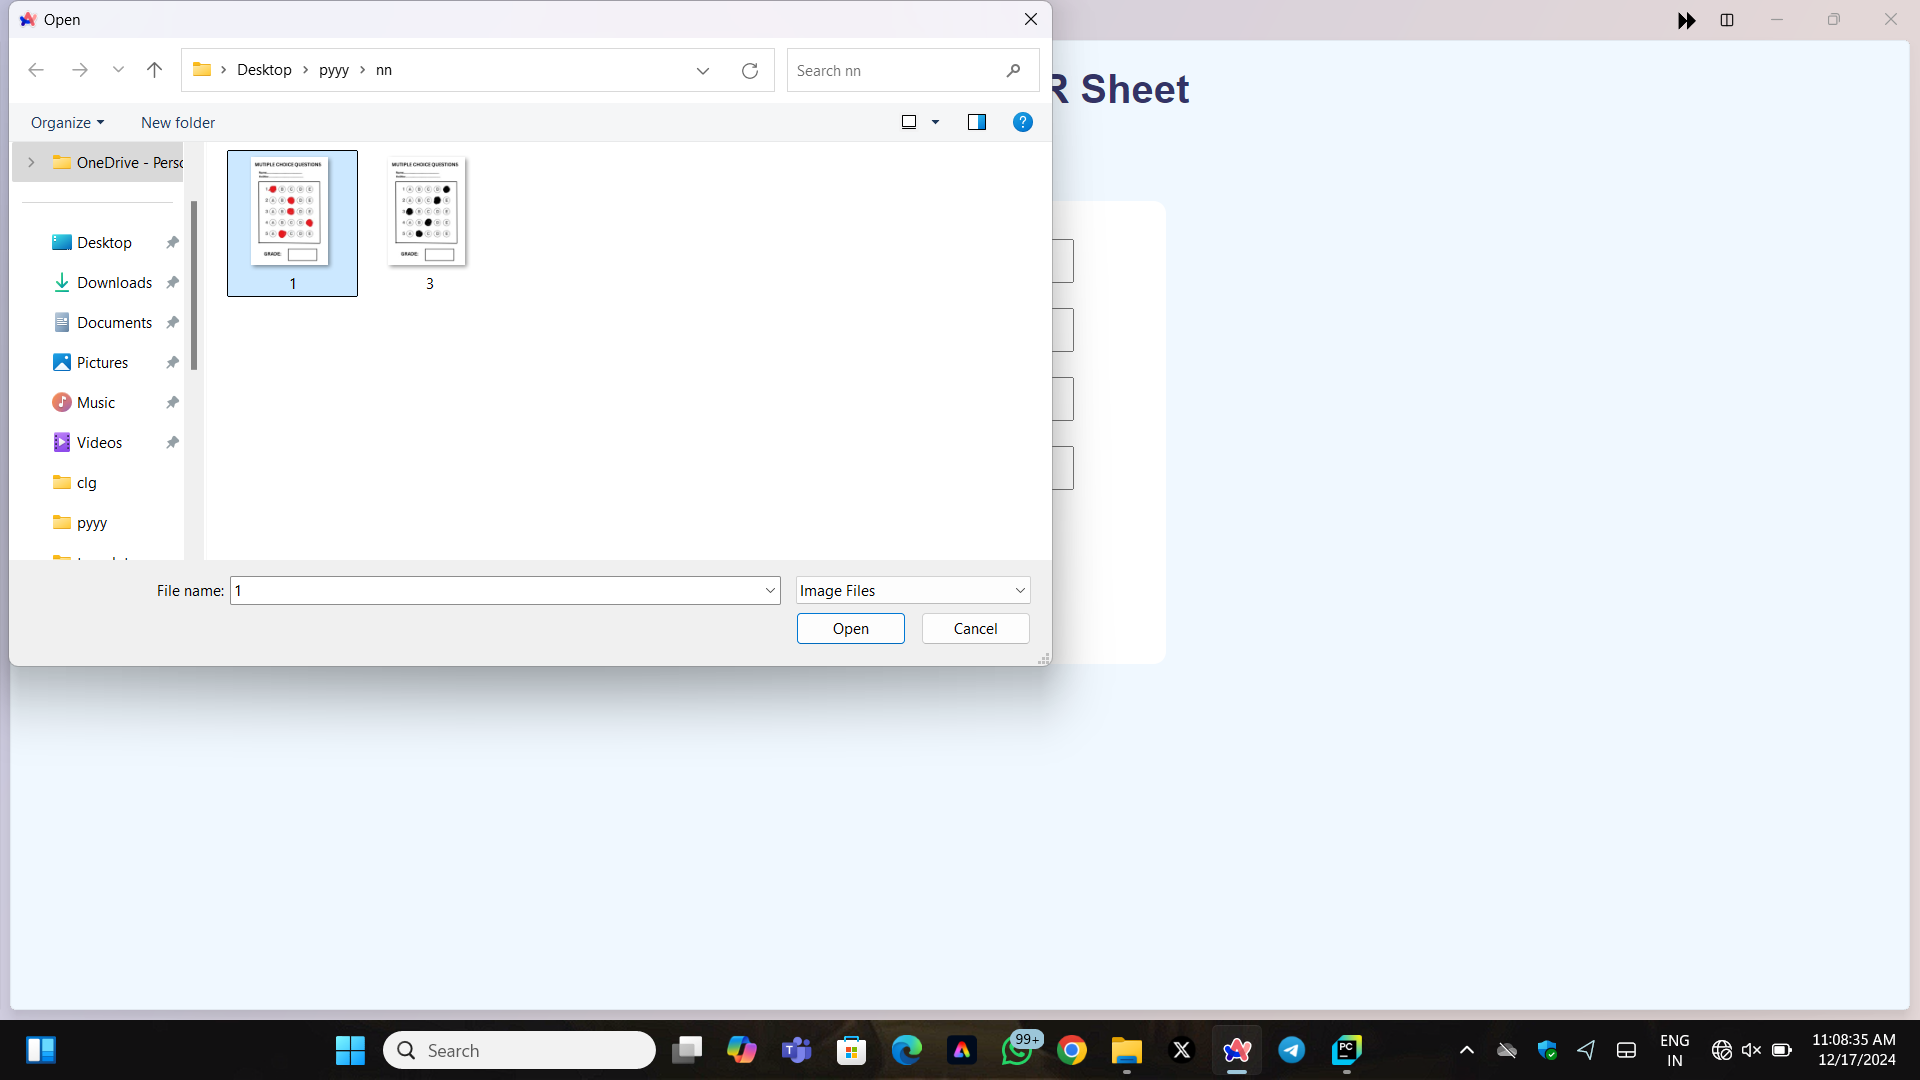 Open
Desktop > pyyy > nn
Search nn
Organize
New folder
OneDrive - Perso
Desktop
Downloads
Documents
Pictures
Music
Videos
clg
pyyy
MUTIPLE CHOICE QUESTIONS
GRADE:
1
MUTIPLE CHOICE QUESTIONS
GRADE:
3
File name:
1
Image Files
Open
Cancel
R Sheet
Search
99+
PC
ENG
IN
11:08:35 AM
12/17/2024